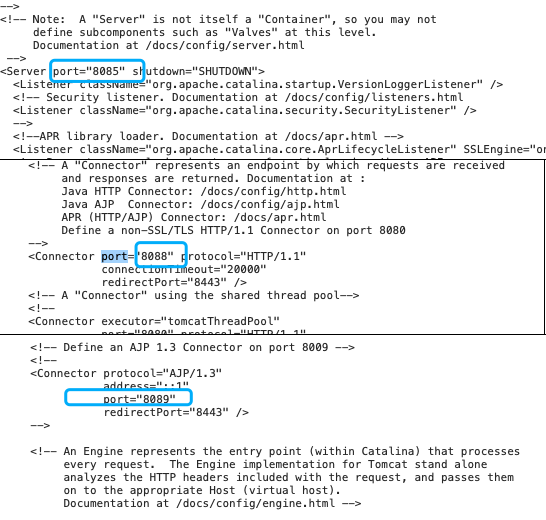 -->
<!-- Note:  A "Server" is not itself a "Container", so you may not
define subcomponents such as "Valves" at this level.
Documentation at /docs/config/server.html
-->
<Server port="8085" shutdown="SHUTDOWN">
<Listener className="org.apache.catalina.startup.VersionLoggerListener" />
<!-- Security listener. Documentation at /docs/config/listeners.html
<Listener className="org.apache.catalina.security.SecurityListener" />
-->
<!--APR library loader. Documentation at /docs/apr.html -->
<Listener className="org.apache.catalina.core.AprLifecycleListener" SSLEngine="o
<!-- A "Connector" represents an endpoint by which requests are received
and responses are returned. Documentation at :
Java HTTP Connector: /docs/config/http.html
Java AJP  Connector: /docs/config/ajp.html
APR (HTTP/AJP) Connector: /docs/apr.html
Define a non-SSL/TLS HTTP/1.1 Connector on port 8080
-->
<Connector port="8088" protocol="HTTP/1.1"
connectionTimeout="20000"
redirectPort="8443" />
<!-- A "Connector" using the shared thread pool-->
<!--
<Connector executor="tomcatThreadPool"
port="8080" protocol="HTTP/1.1"
<!-- Define an AJP 1.3 Connector on port 8009 -->
<!--
<Connector protocol="AJP/1.3"
address="::1"
port="8089"
redirectPort="8443" />
-->
<!-- An Engine represents the entry point (within Catalina) that processes
every request.  The Engine implementation for Tomcat stand alone
analyzes the HTTP headers included with the request, and passes them
on to the appropriate Host (virtual host).
Documentation at /docs/config/engine.html -->